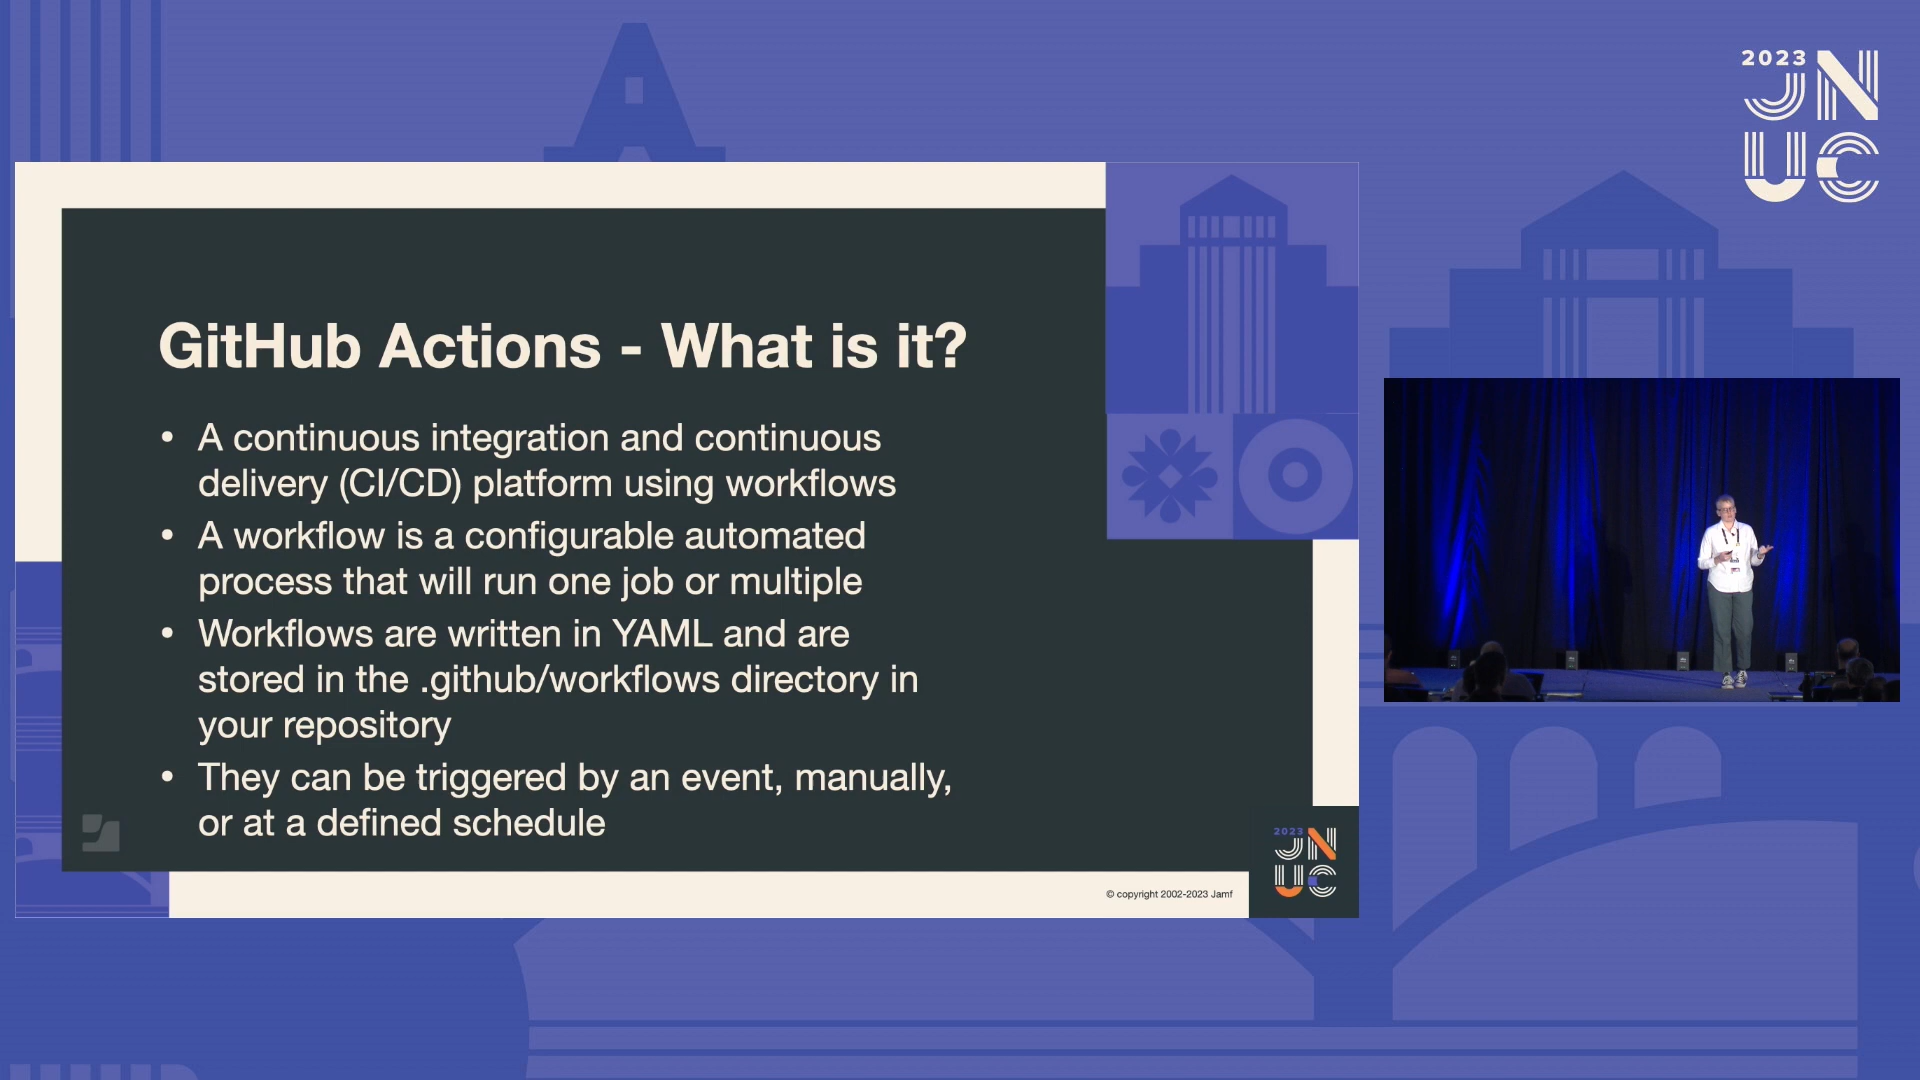 2023
JN
UC
GitHub Actions - What is it?
• A continuous integration and continuous
delivery (CI/CD) platform using workflows
• A workflow is a configurable automated
process that will run one job or multiple
• Workflows are written in YAML and are
stored in the .github/workflows directory in
your repository
• They can be triggered by an event, manually,
or at a defined schedule
2023
JN
UC
© copyright 2002-2023 Jamf